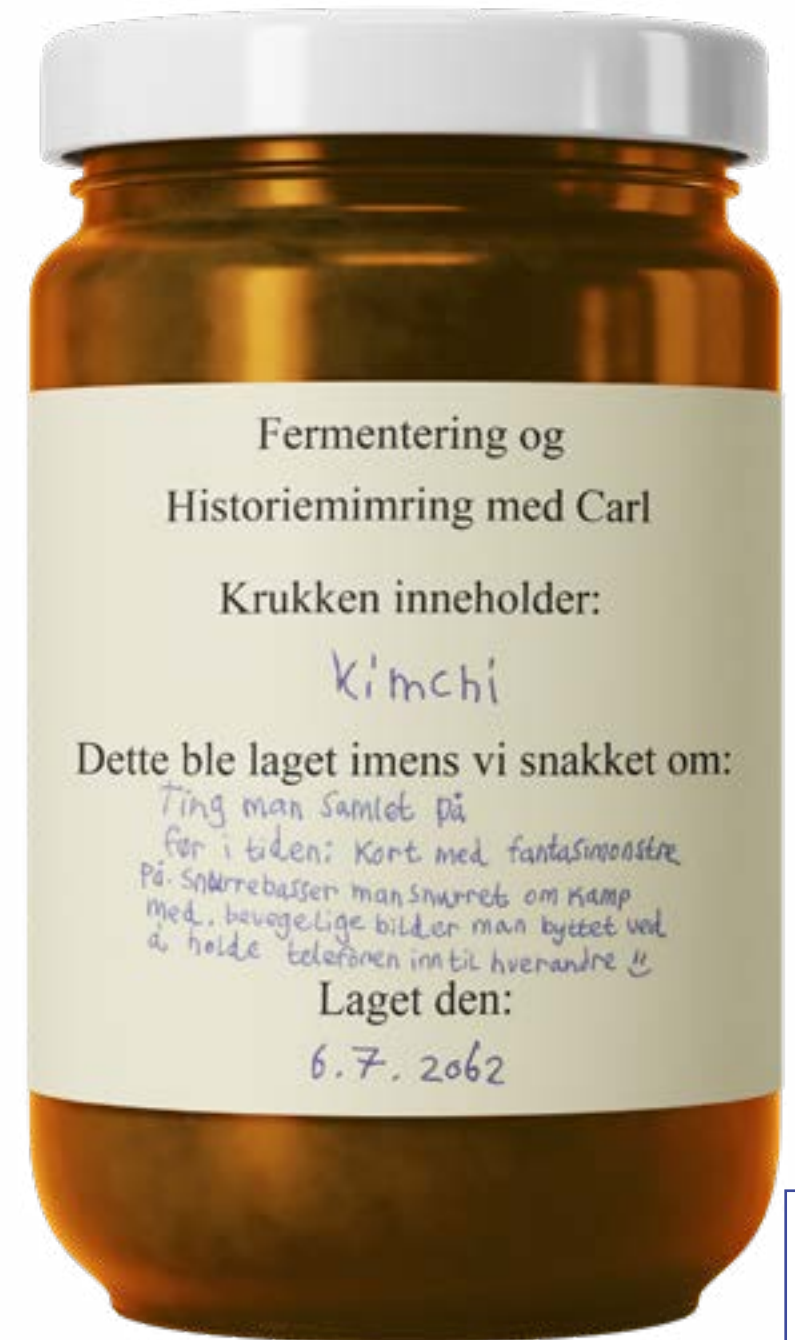 Fermentering og
Historiemimring med Carl
Krukken inneholder:
Kimchi
Dette ble laget imens vi snakket om:
Ting man Samlet på
før i tiden: Kort med fantasimonstre
På. Snurrebasser man snurret om kamp
med. bevegelige bilder man byttet ved
å holde telefonen inntil hverandre
Laget den:
6.7.2062